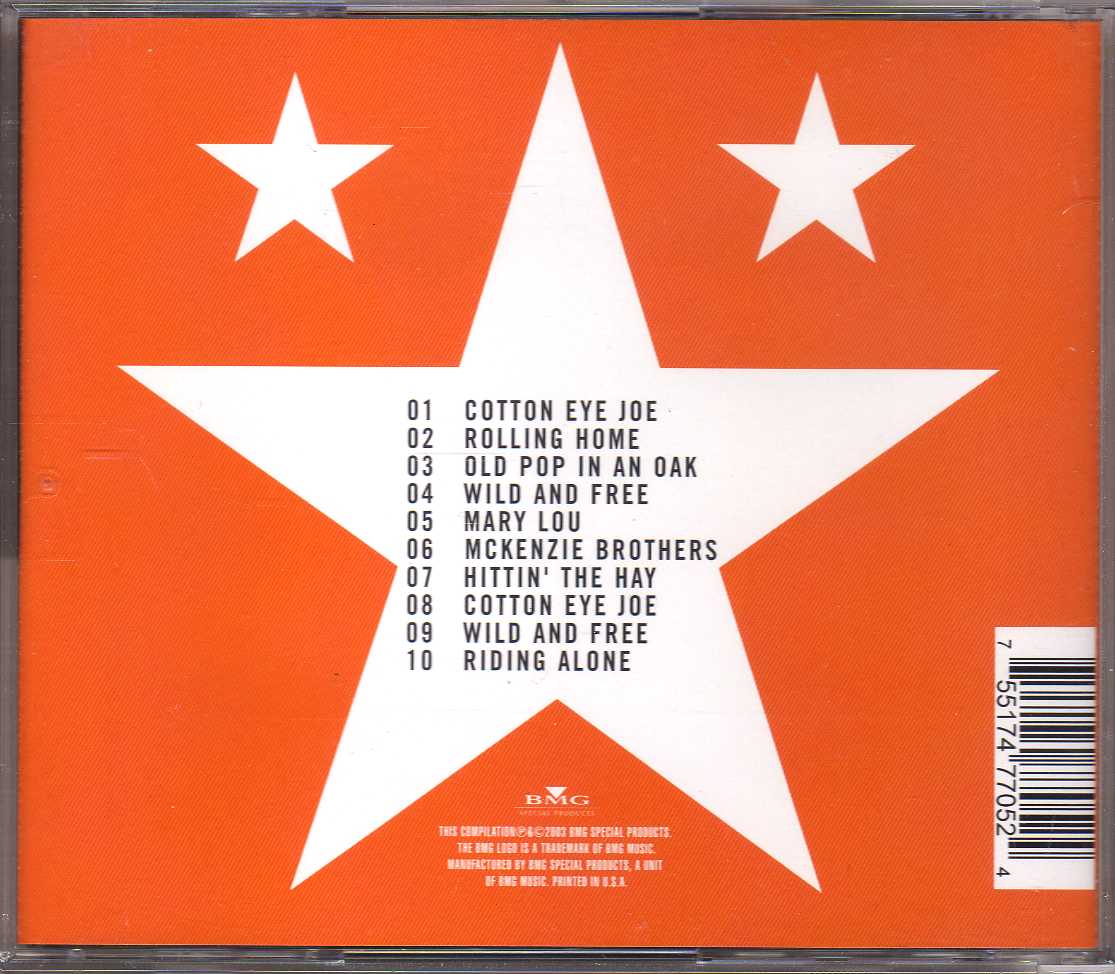 01 COTTON EYE JOE
02 ROLLING HOME
03 OLD POP IN AN OAK
04 WILD AND FREE
05 MARY LOU
06 MCKENZIE BROTHERS
07 HITTIN' THE HAY
08 COTTON EYE JOE
09 WILD AND FREE
10 RIDING ALONE
BMG
SPECIAL PRODUCTS
THIS COMPILATION ℗&©2003 BMG SPECIAL PRODUCTS.
THE BMG LOGO IS A TRADEMARK OF BMG MUSIC.
MANUFACTURED BY BMG SPECIAL PRODUCTS, A UNIT
OF BMG MUSIC. PRINTED IN U.S.A.
7 55174 77052 4